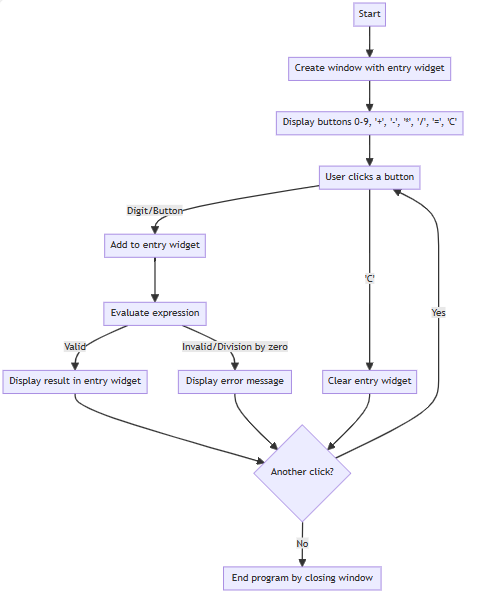 Start
Create window with entry widget
Display buttons 0-9, '+', '-', '*', '/', '=', 'C'
User clicks a button
Digit/Button
Add to entry widget
'C'
Evaluate expression
Yes
Valid
Invalid/Division by zero
Display result in entry widget
Display error message
Clear entry widget
Another click?
No
End program by closing window